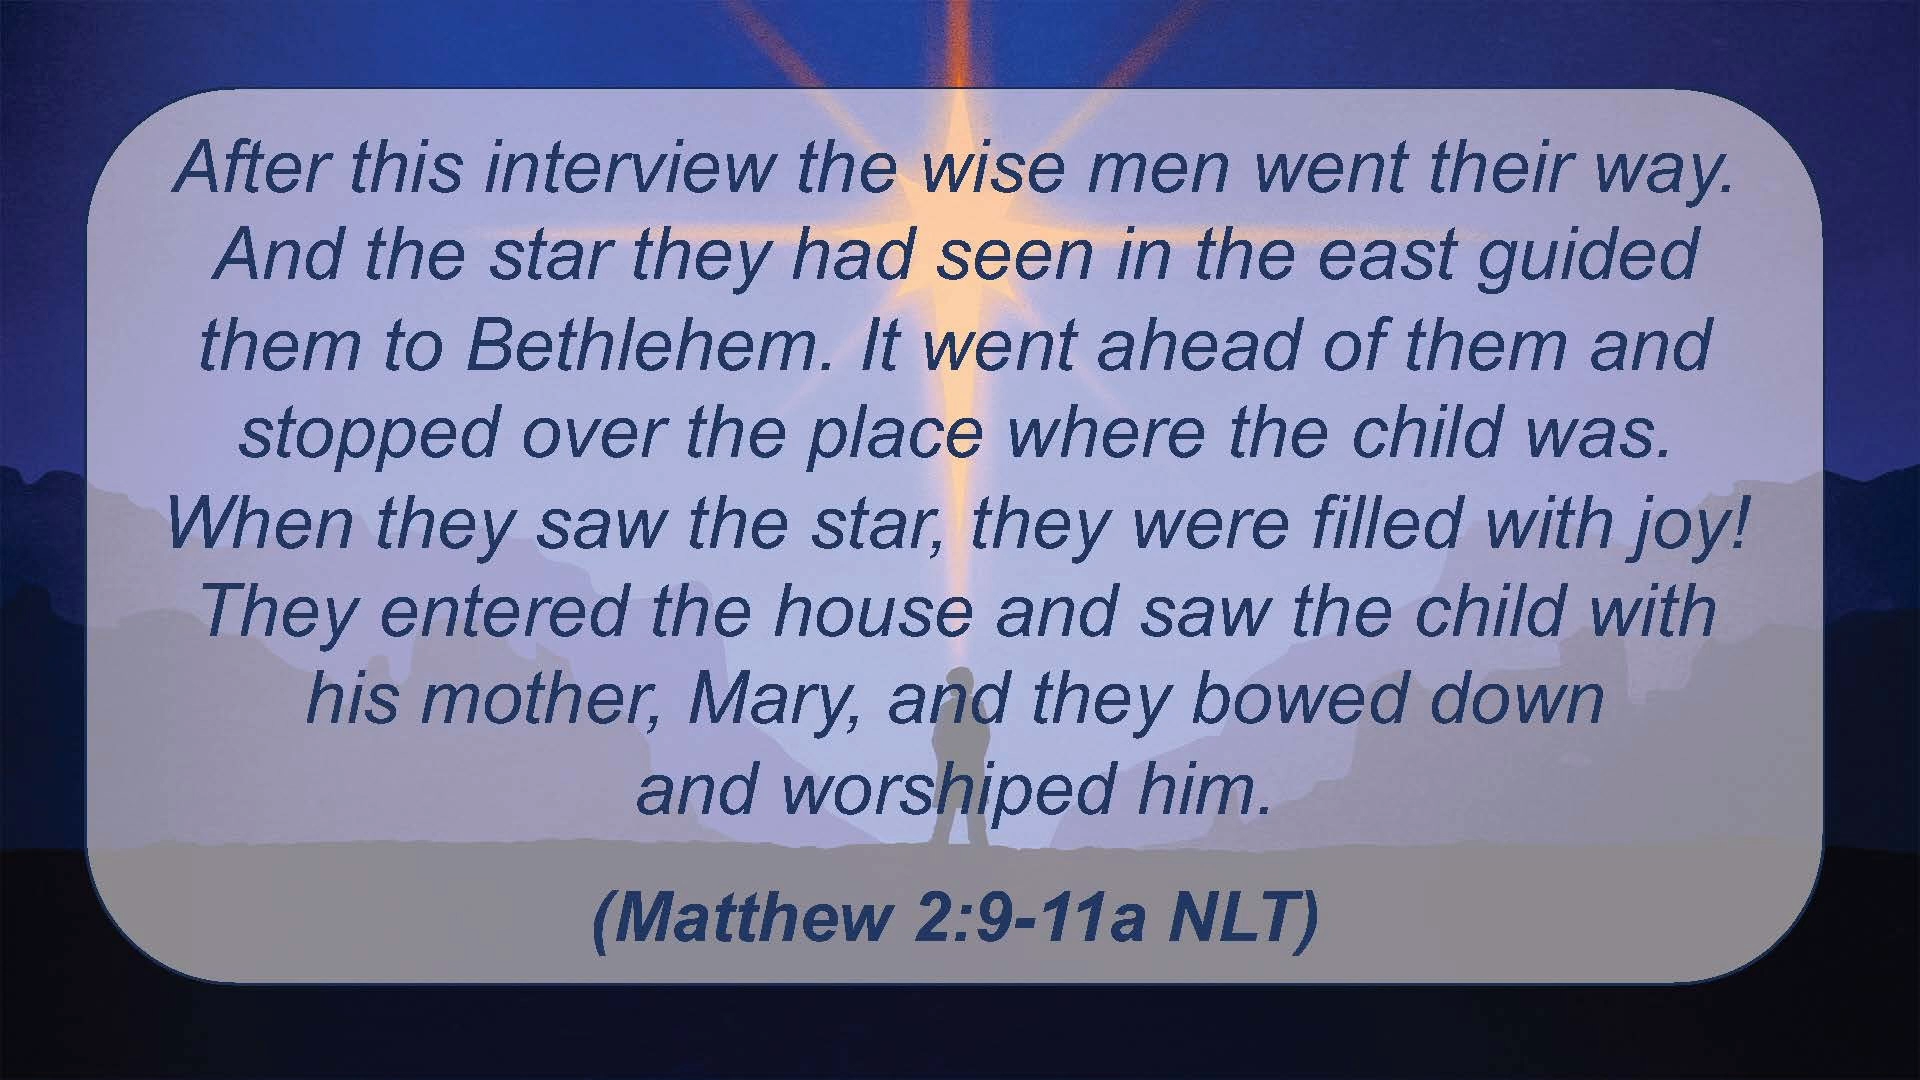 After this interview the wise men went their way.
And the star they had seen in the east guided
them to Bethlehem. It went ahead of them and
stopped over the place where the child was.
When they saw the star, they were filled with joy!
They entered the house and saw the child with
his mother, Mary, and they bowed down
and worshiped him.
(Matthew 2:9-11a NLT)